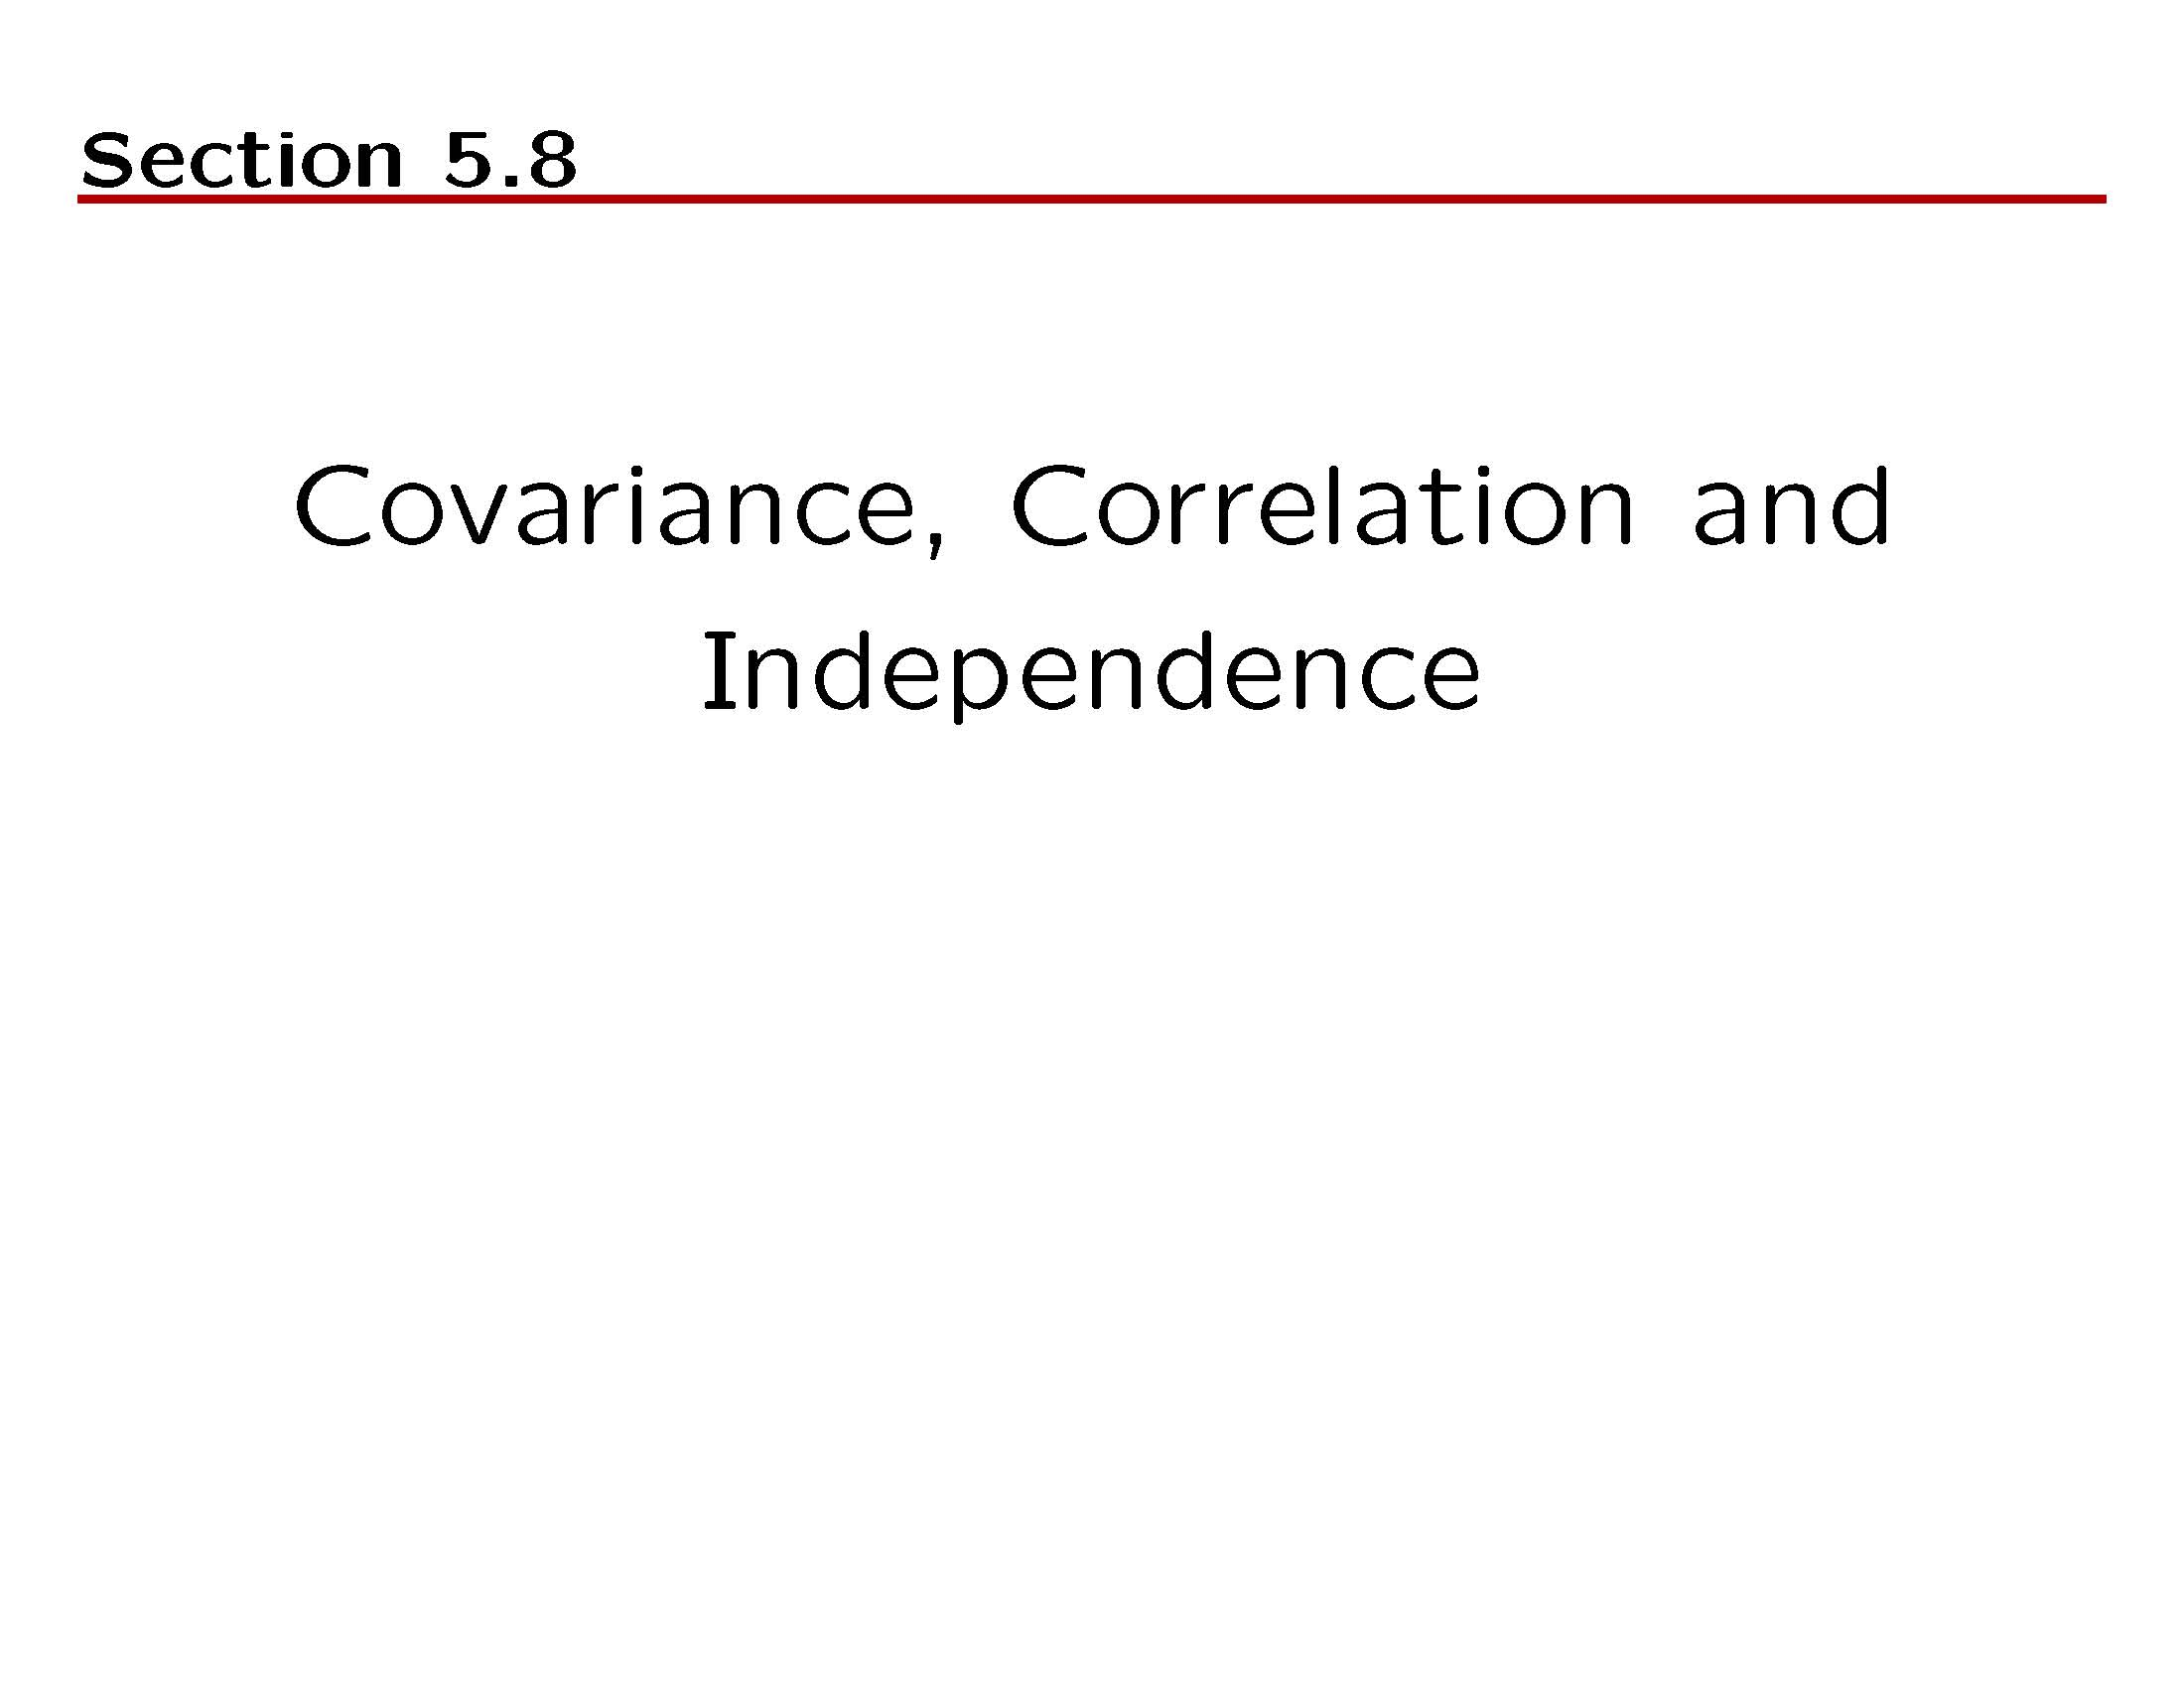 Section 5.8
Covariance, Correlation and
Independence